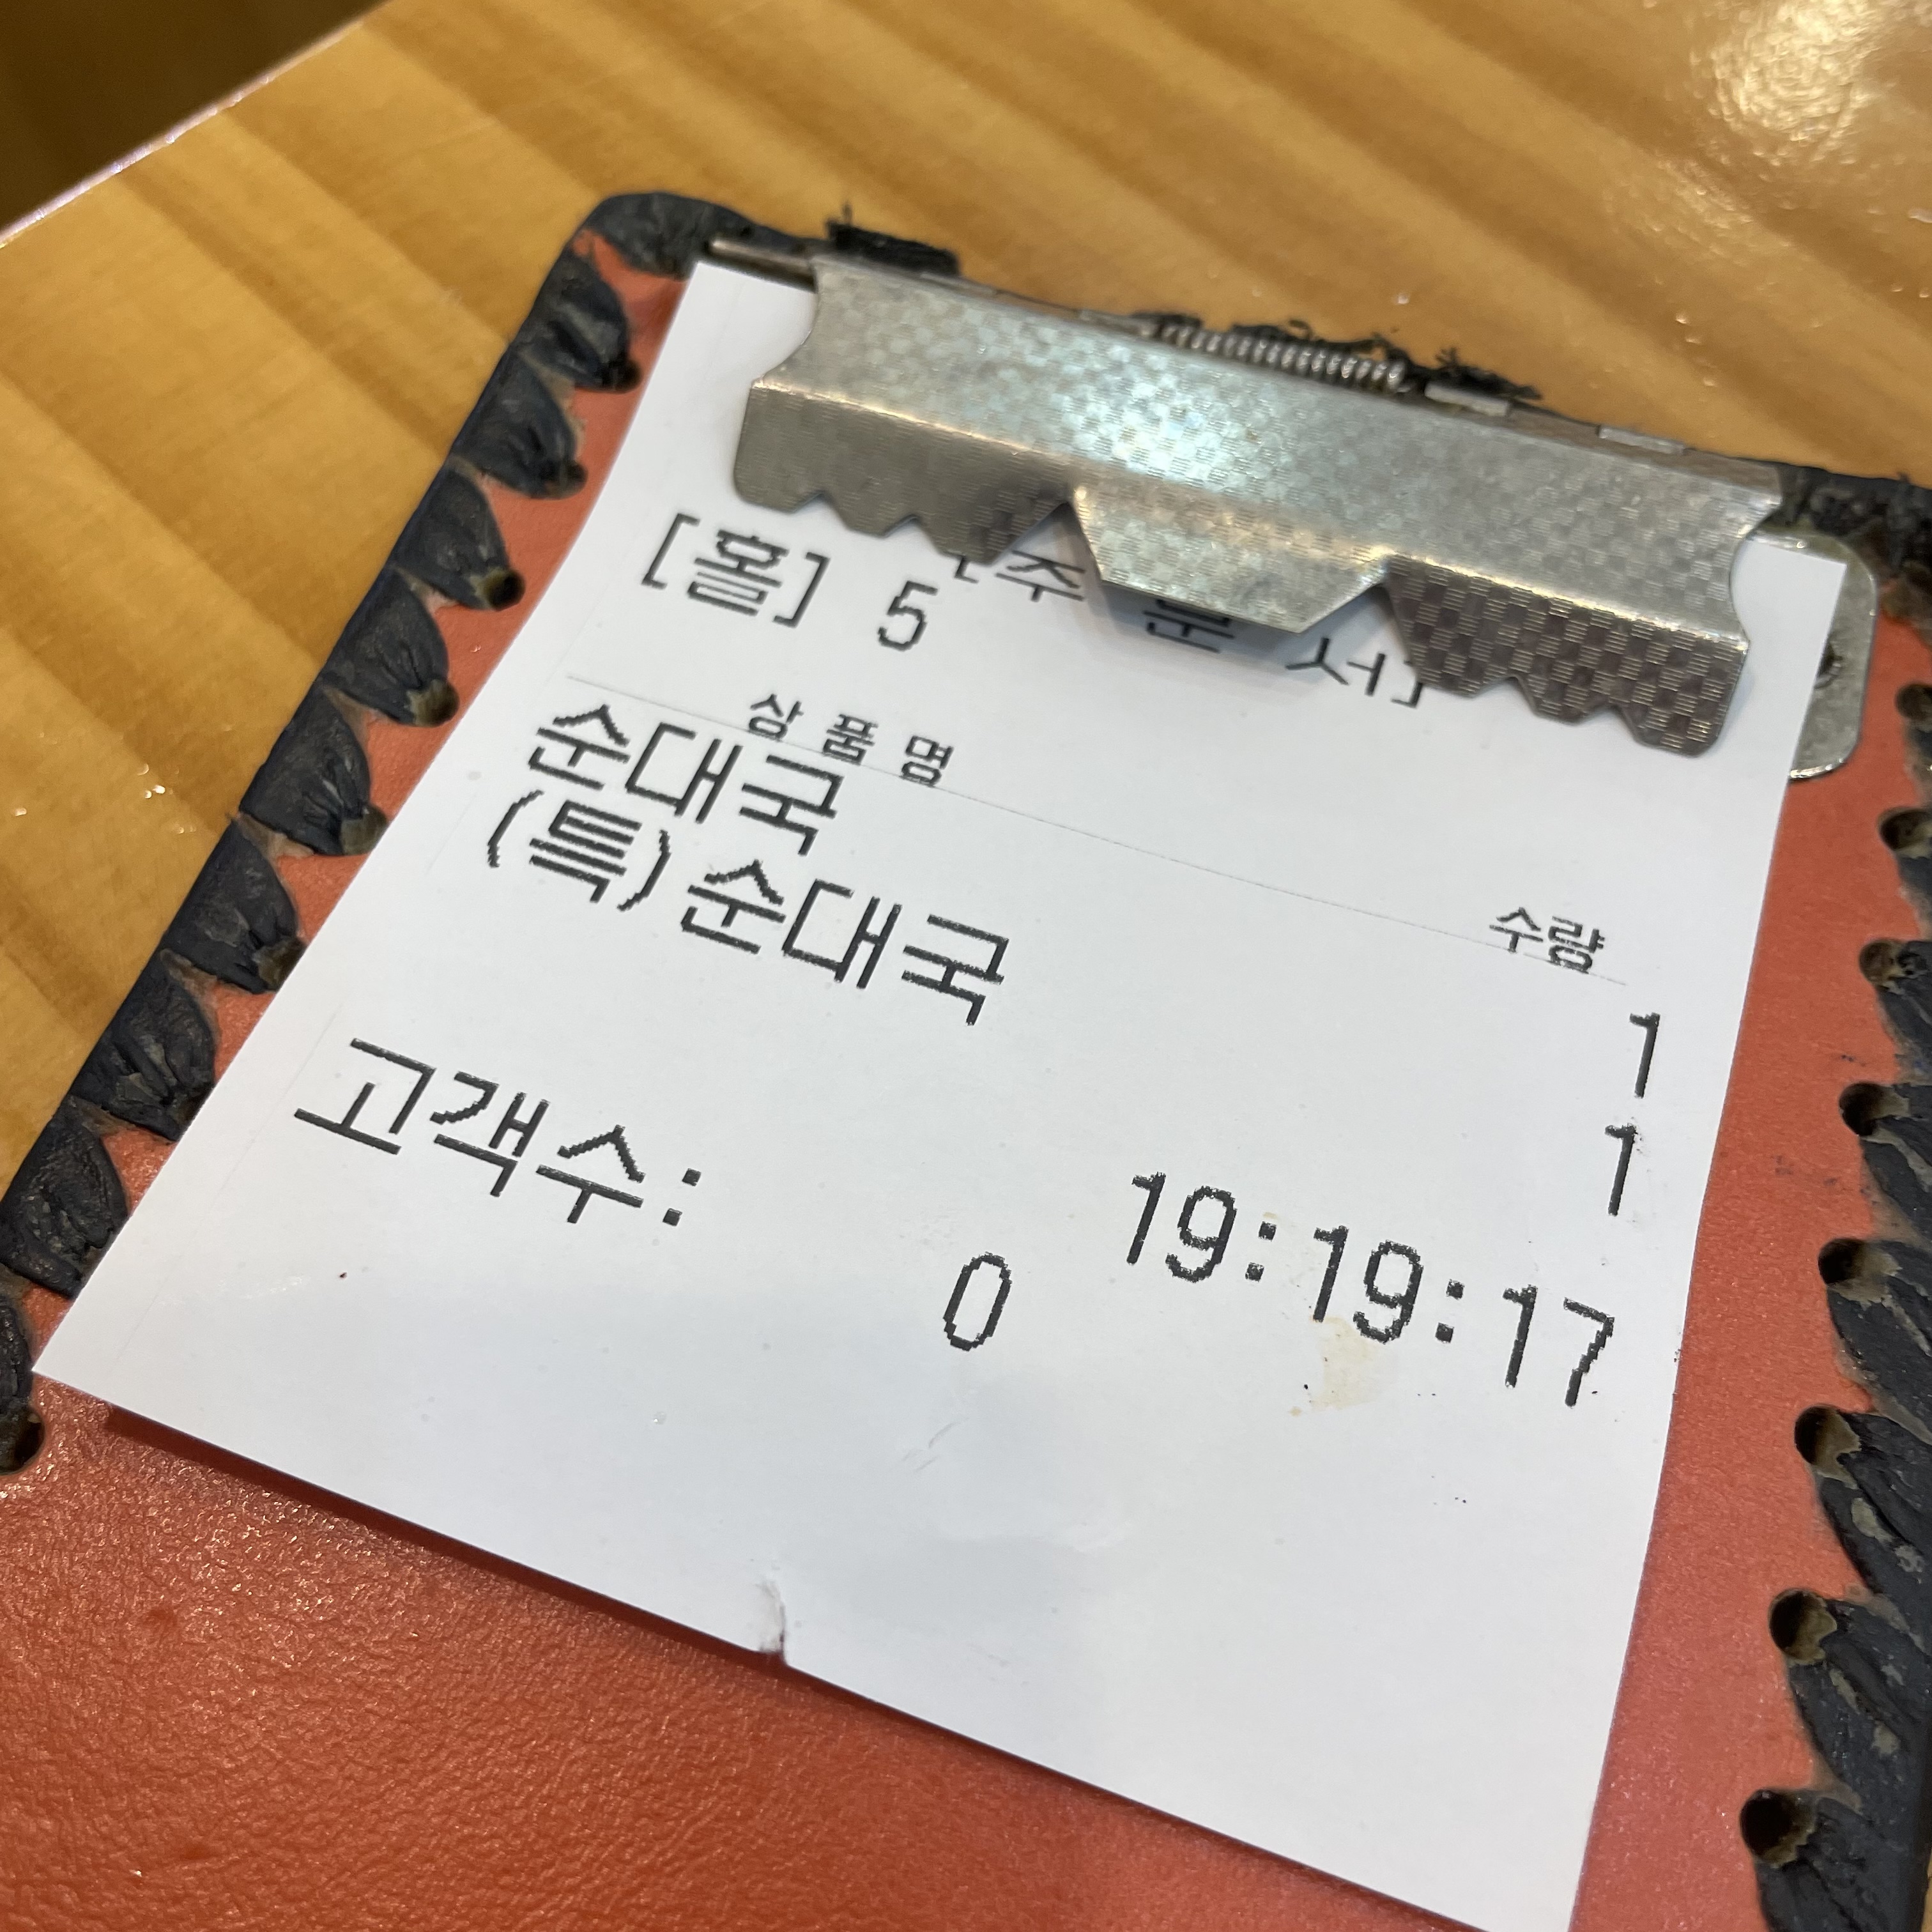 [홀] 5
상 품 명 수량
순대국 1
(특)순대국 1
19:19:17
고객수: 0